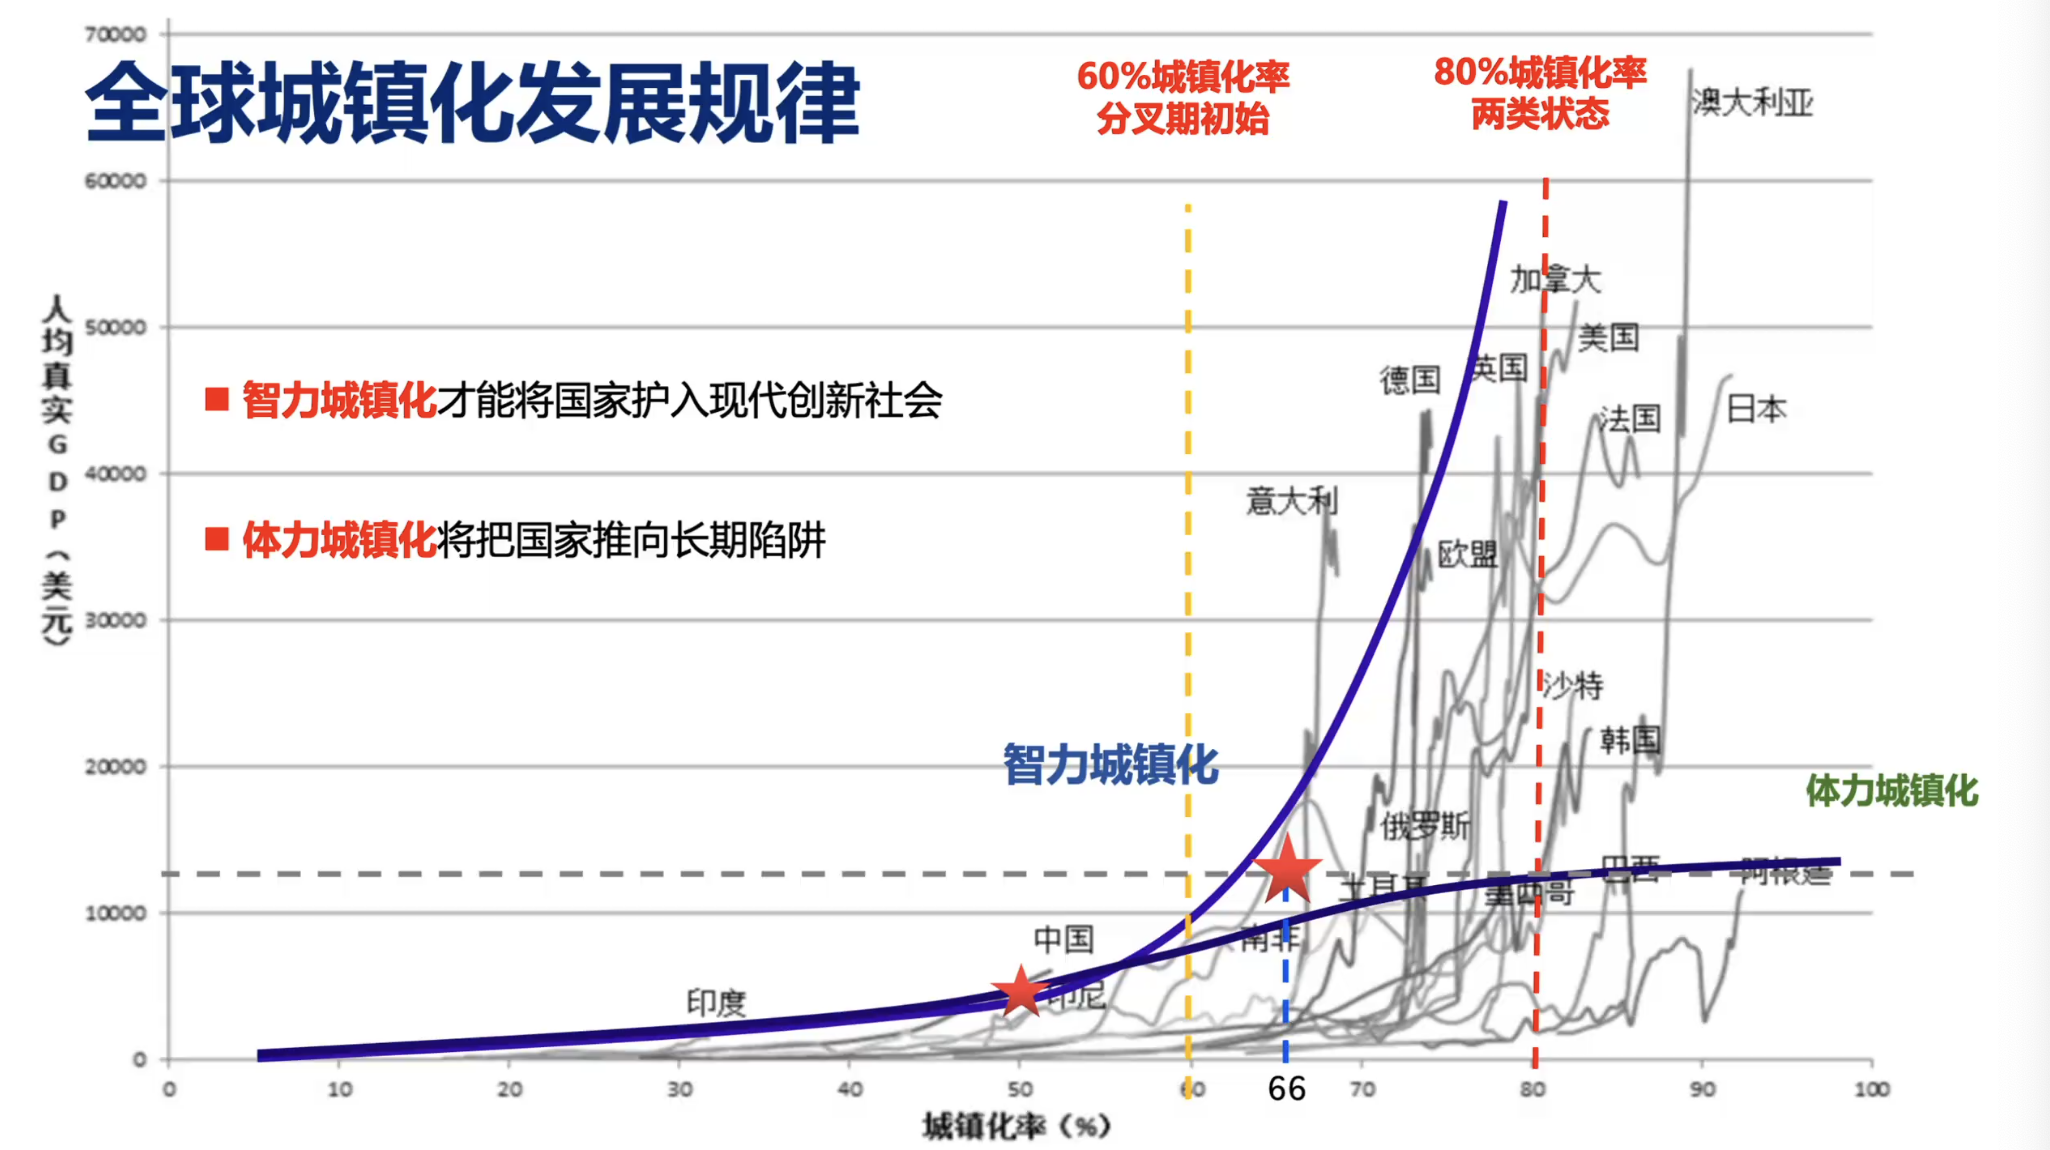 全球城镇化发展规律
60%城镇化率
分叉期初始
80%城镇化率
两类状态
智力城镇化才能将国家护入现代创新社会
体力城镇化将把国家推向长期陷阱
人均真实GDP（美元）
70000
60000
50000
40000
30000
20000
10000
0
澳大利亚
加拿大
美国
英国
德国
法国
日本
意大利
欧盟
沙特
韩国
智力城镇化
体力城镇化
俄罗斯
土耳其
墨西哥
巴西
阿根廷
南非
中国
印尼
印度
0
10
20
30
40
50
60
66
70
80
90
100
城镇化率（%）